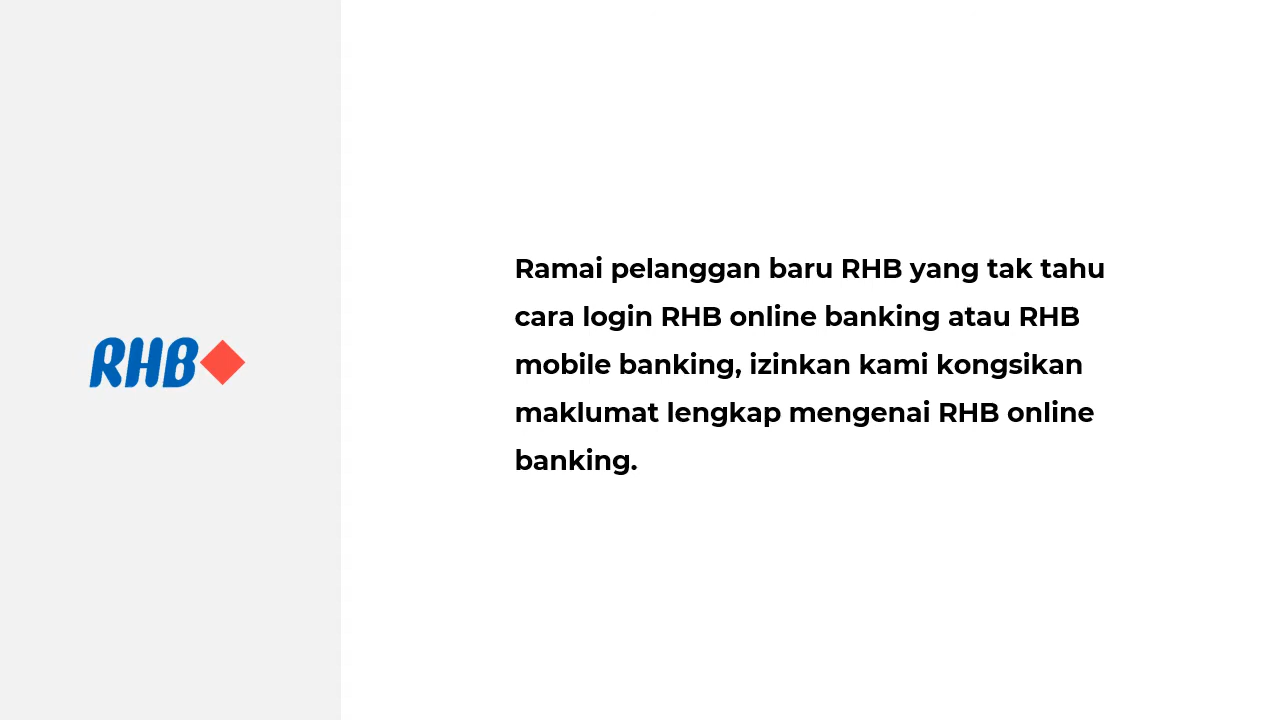 RHB
Ramai pelanggan baru RHB yang tak tahu
cara login RHB online banking atau RHB
mobile banking, izinkan kami kongsikan
maklumat lengkap mengenai RHB online
banking.